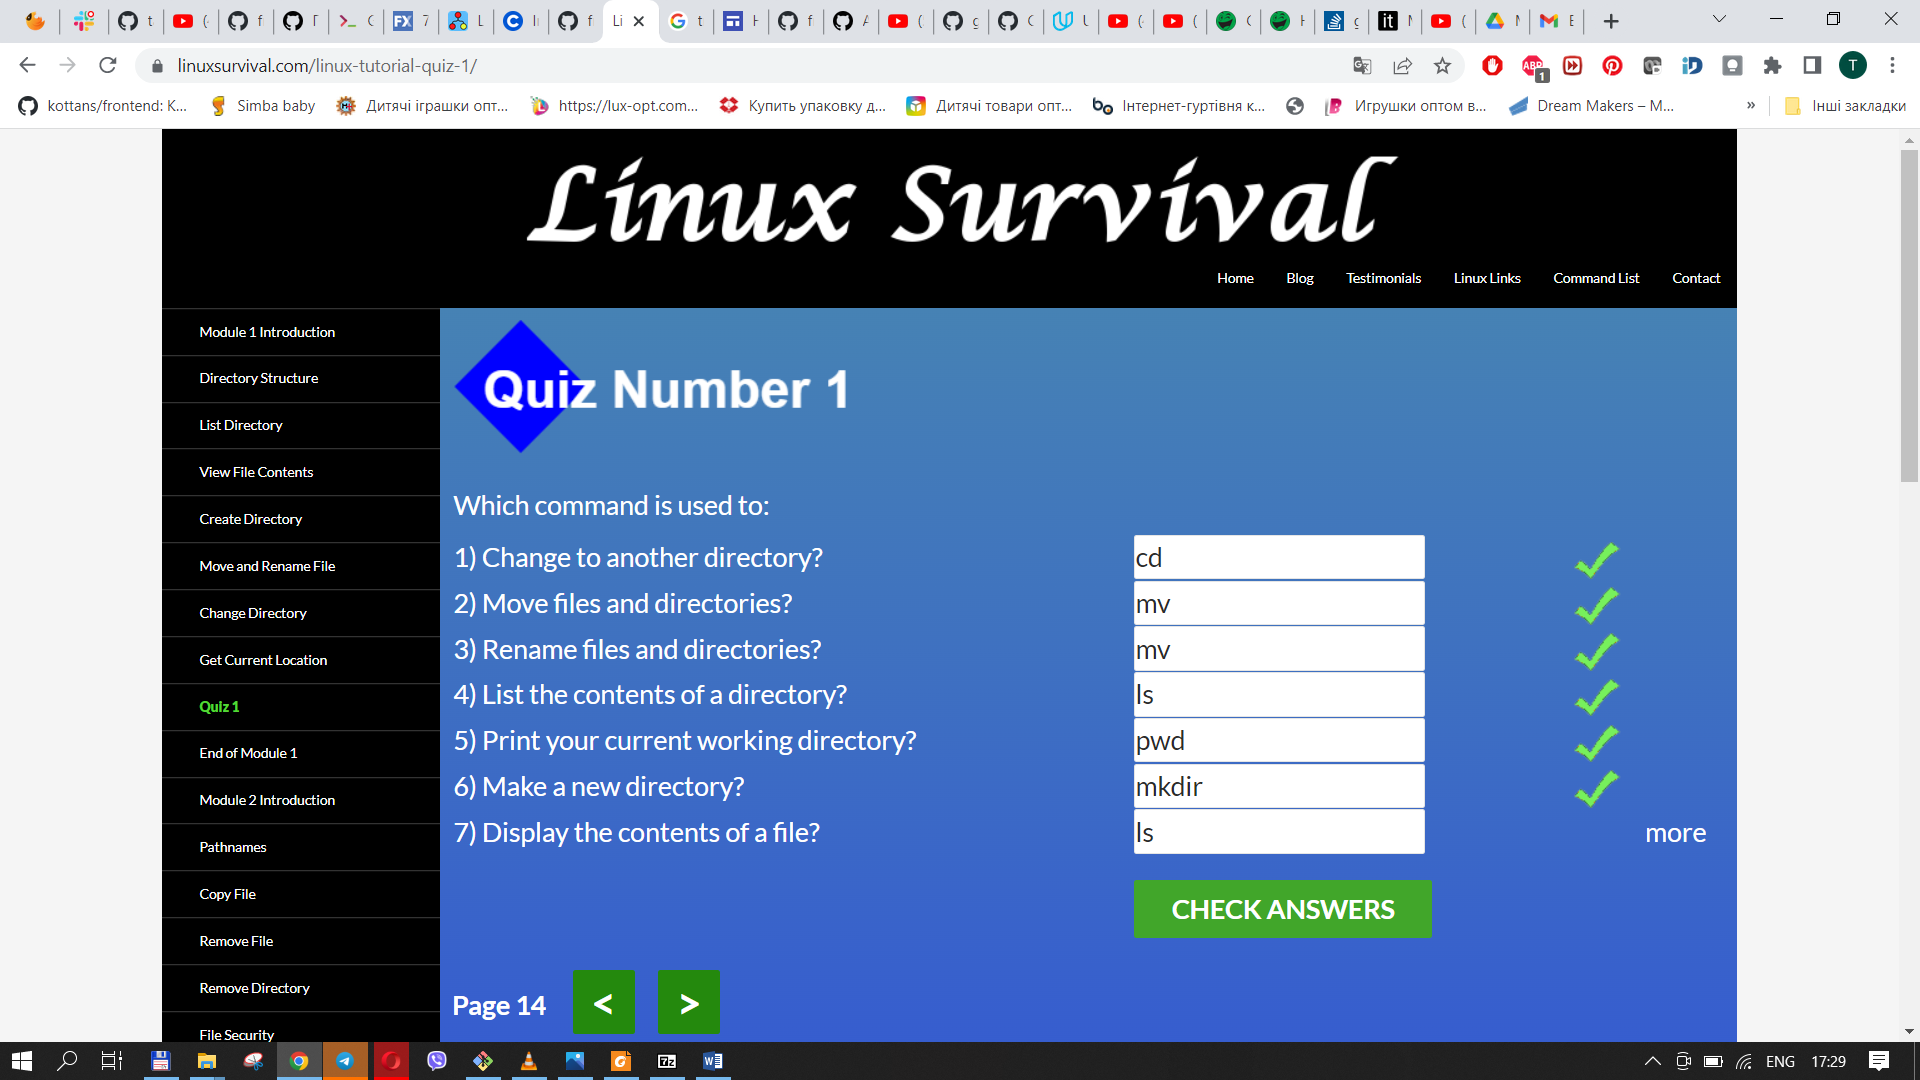 linuxsurvival.com/linux-tutorial-quiz-1/
kottans/frontend: K...
Simba baby
Дитячі іграшки опт...
https://lux-opt.com...
Купить упаковку д...
Дитячі товари опт...
Інтернет-гуртівня к...
Игрушки оптом в...
Dream Makers – M...
»
Інші закладки
Linux Survival
Home
Blog
Testimonials
Linux Links
Command List
Contact
Module 1 Introduction
Directory Structure
List Directory
View File Contents
Create Directory
Move and Rename File
Change Directory
Get Current Location
Quiz 1
End of Module 1
Module 2 Introduction
Pathnames
Copy File
Remove File
Remove Directory
File Security
Quiz Number 1
Which command is used to:
1) Change to another directory? cd
2) Move files and directories? mv
3) Rename files and directories? mv
4) List the contents of a directory? ls
5) Print your current working directory? pwd
6) Make a new directory? mkdir
7) Display the contents of a file? ls more
CHECK ANSWERS
Page 14 < >
ENG 17:29